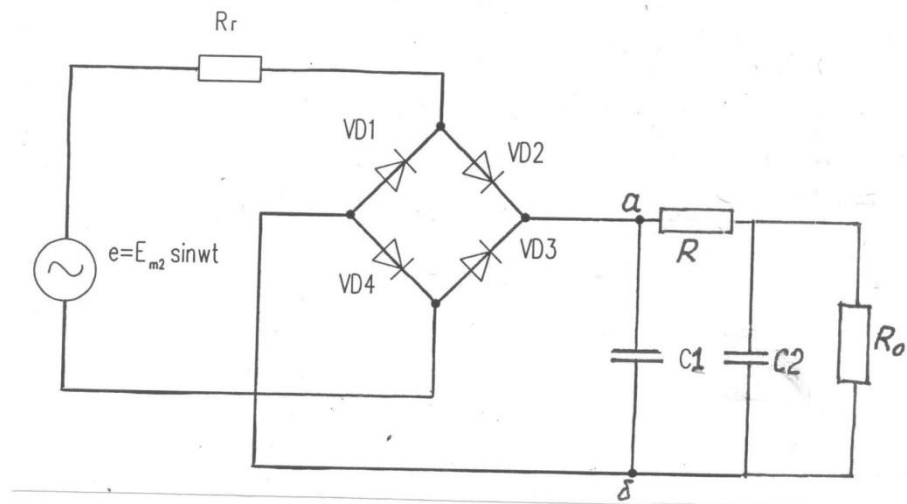 Rr
VD1
VD2
a
e=Em2 sinwt
VD4
VD3
R
C1
C2
Ro
б